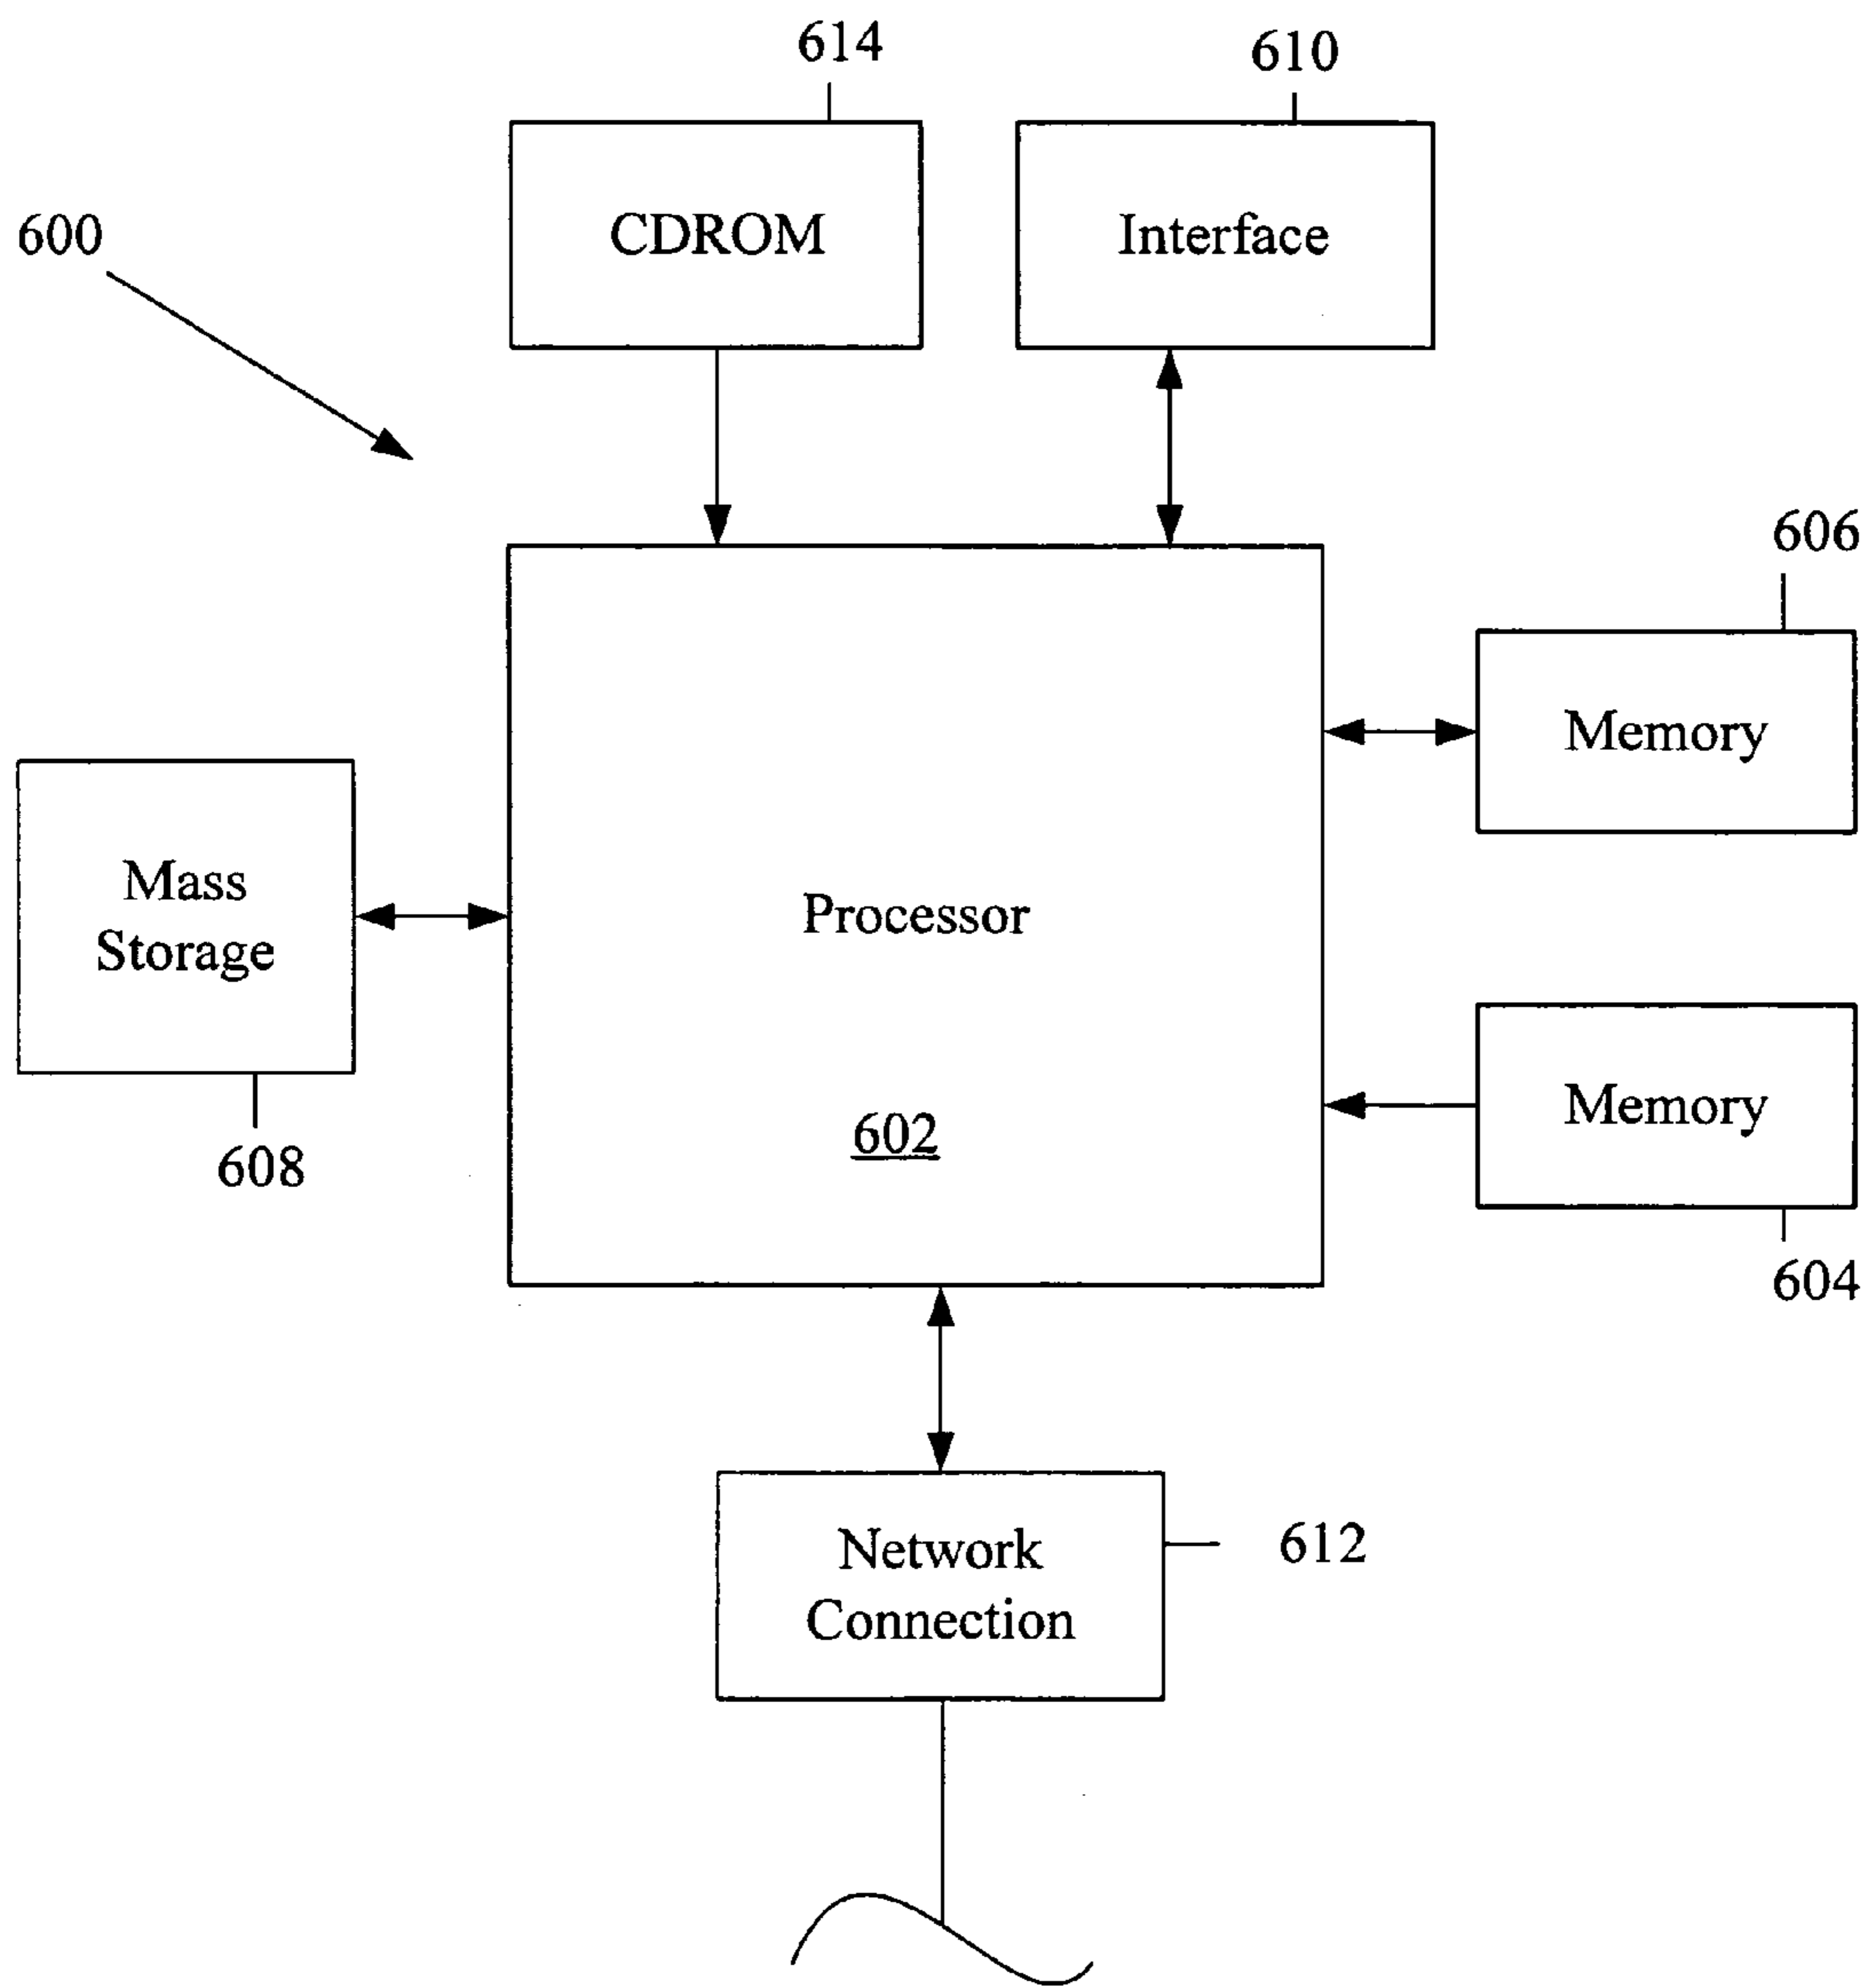 614
610
600
CDROM
Interface
606
Memory
Mass
Storage
Processor
Memory
602
608
604
Network
Connection
612